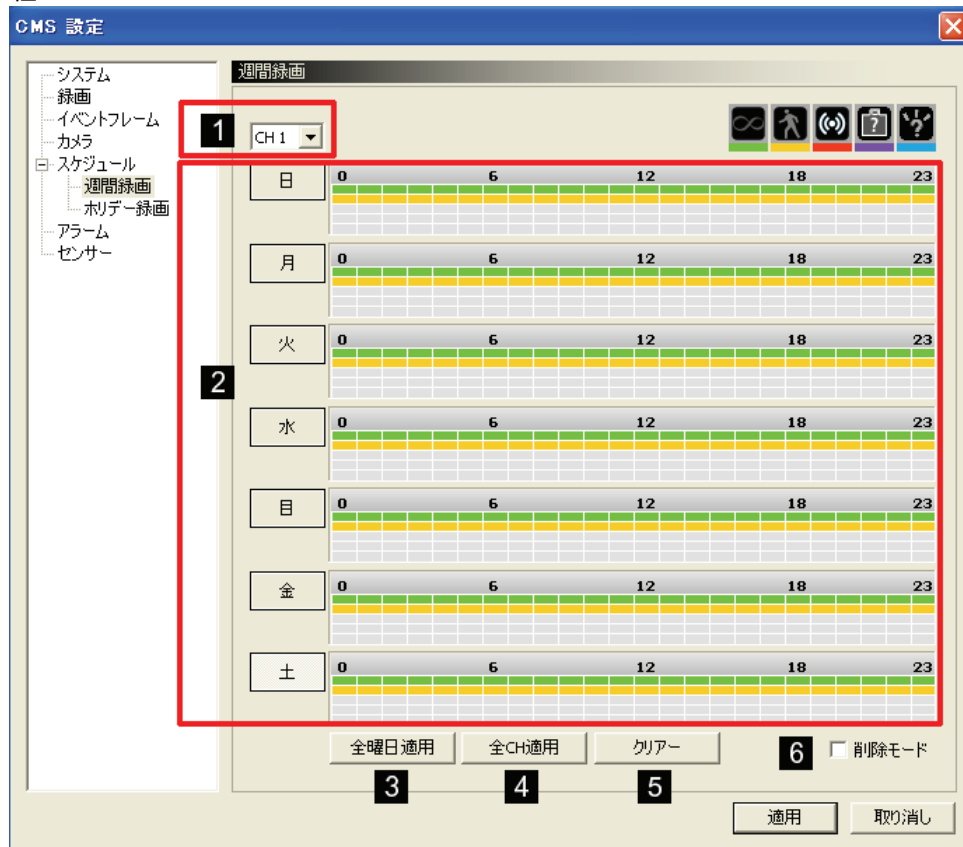 CMS 設定
システム
録画
イベントフレーム
カメラ
スケジュール
週間録画
ホリデー録画
アラーム
センサー
週間録画
1
CH 1
2
日 0 6 12 18 23
月 0 6 12 18 23
火 0 6 12 18 23
水 0 6 12 18 23
目 0 6 12 18 23
金 0 6 12 18 23
土 0 6 12 18 23
全曜日適用 全CH適用 クリアー 6 削除モード
3 4 5
適用 取り消し